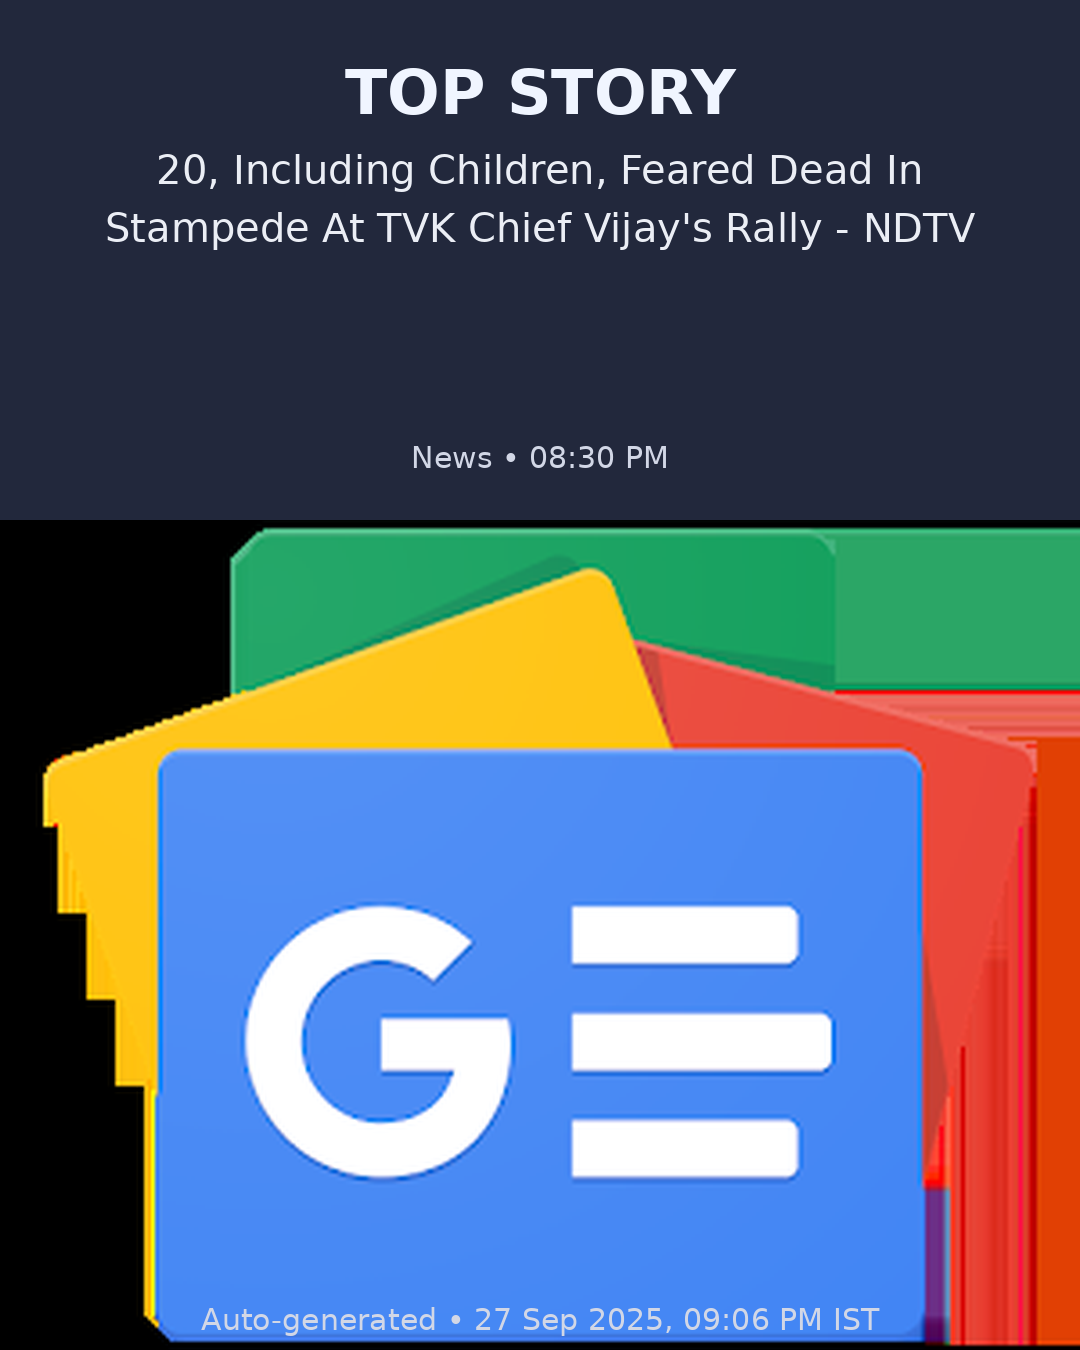 TOP STORY
20, Including Children, Feared Dead In
Stampede At TVK Chief Vijay's Rally - NDTV
News • 08:30 PM
G
Auto-generated • 27 Sep 2025, 09:06 PM IST